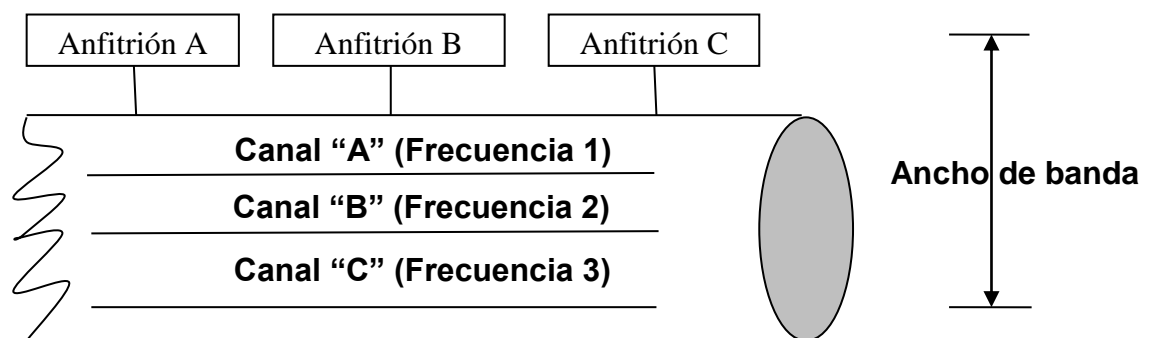 Anfitrión A
Anfitrión B
Anfitrión C
Canal “A” (Frecuencia 1)
Ancho de banda
Canal “B” (Frecuencia 2)
Canal “C” (Frecuencia 3)